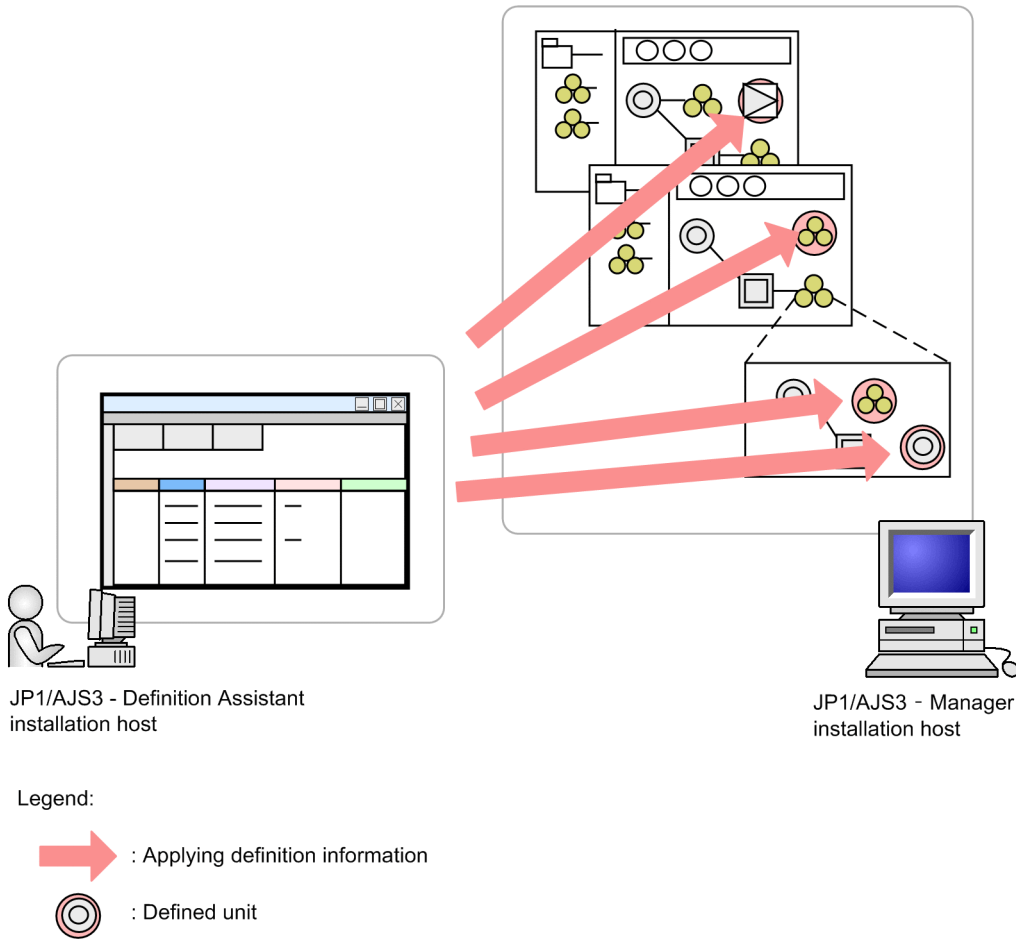 JP1/AJS3 - Definition Assistant
installation host
JP1/AJS3 - Manager
installation host
Legend:
: Applying definition information
: Defined unit